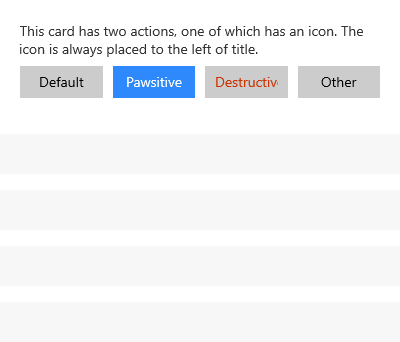 This card has two actions, one of which has an icon. The
icon is always placed to the left of title.
Default Pawsitive Destructiv Other